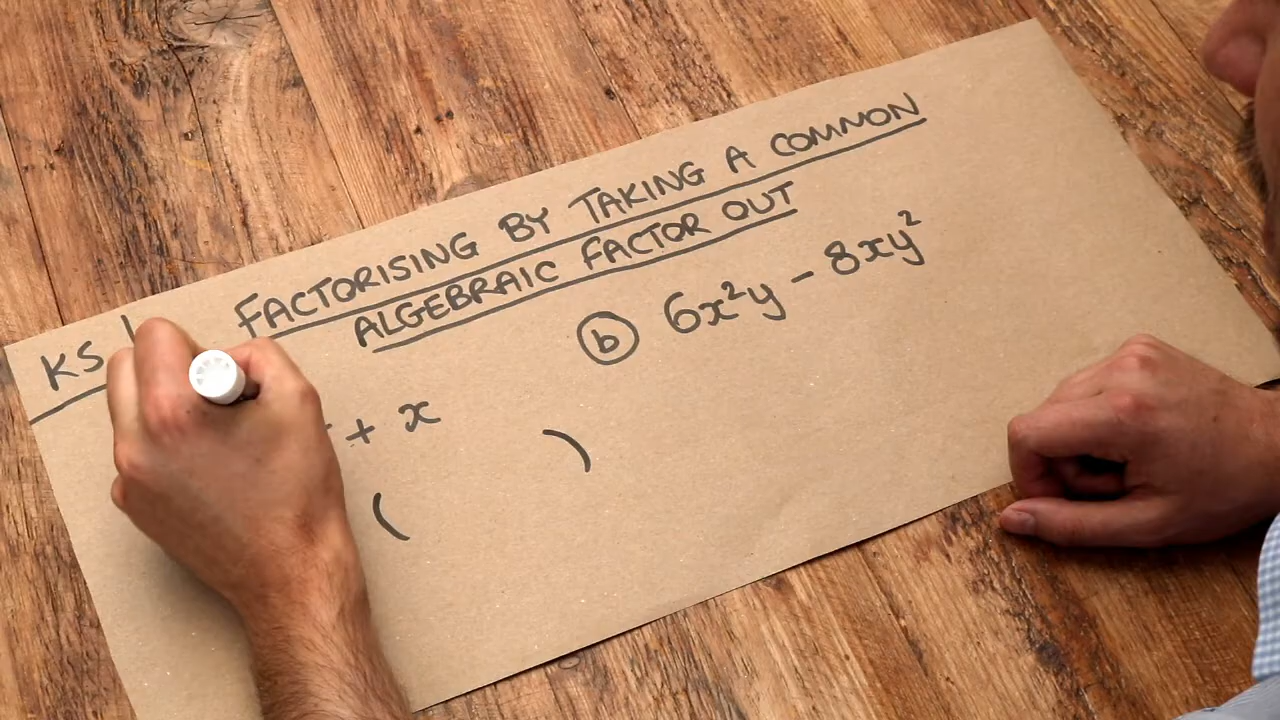 KS
FACTORISING BY TAKING A COMMON
ALGEBRAIC FACTOR OUT
b 6x²y - 8xy²
+ x
( )